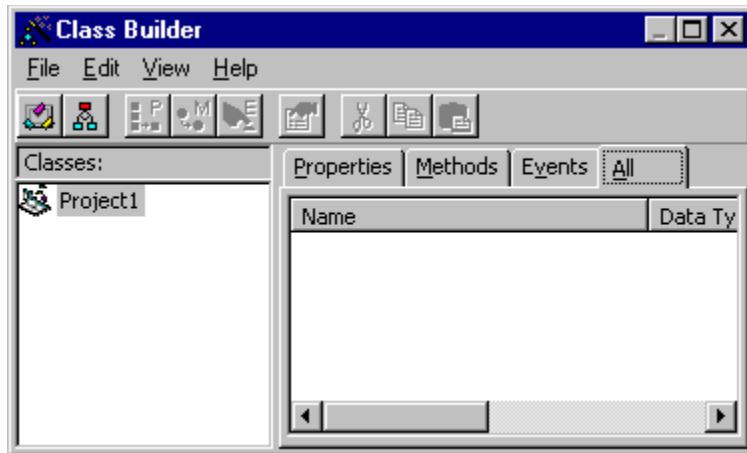 Class Builder
File Edit View Help
P M E
Classes:
Project1
Properties Methods Events All
Name Data Ty